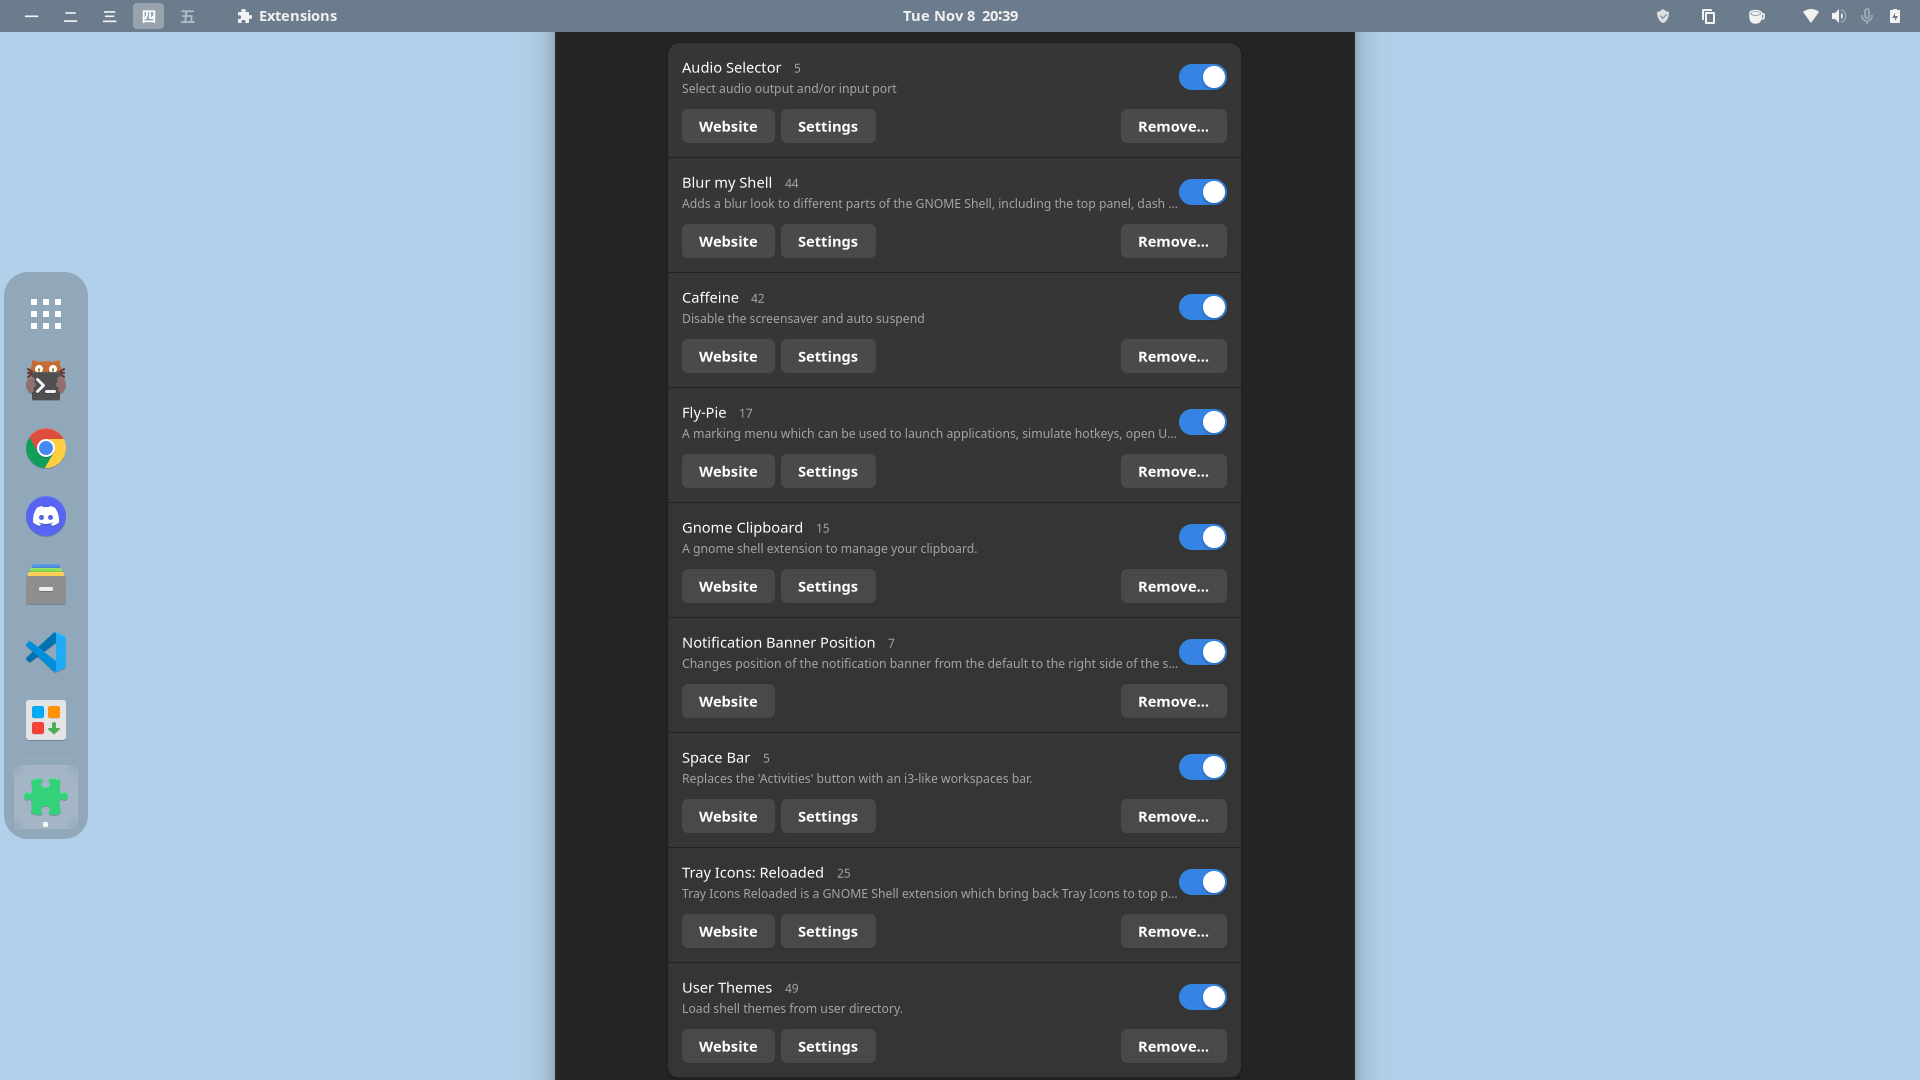 一 二 三 四 五 Extensions Tue Nov 8 20:39
Audio Selector 5
Select audio output and/or input port
Website Settings Remove…
Blur my Shell 44
Adds a blur look to different parts of the GNOME Shell, including the top panel, dash …
Website Settings Remove…
Caffeine 42
Disable the screensaver and auto suspend
Website Settings Remove…
Fly-Pie 17
A marking menu which can be used to launch applications, simulate hotkeys, open U…
Website Settings Remove…
Gnome Clipboard 15
A gnome shell extension to manage your clipboard.
Website Settings Remove…
Notification Banner Position 7
Changes position of the notification banner from the default to the right side of the s…
Website Remove…
Space Bar 5
Replaces the 'Activities' button with an i3-like workspaces bar.
Website Settings Remove…
Tray Icons: Reloaded 25
Tray Icons Reloaded is a GNOME Shell extension which bring back Tray Icons to top p…
Website Settings Remove…
User Themes 49
Load shell themes from user directory.
Website Settings Remove…